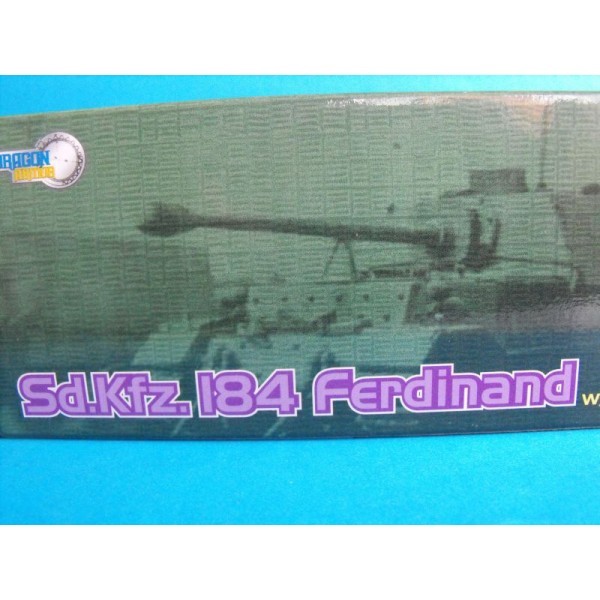 DRAGON
ARMOR
Sd.Kfz. 184 Ferdinand w/